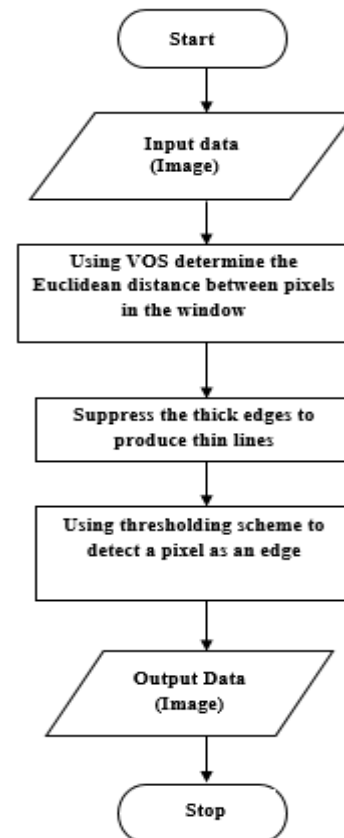 Start
Input data
(Image)
Using VOS determine the
Euclidean distance between pixels
in the window
Suppress the thick edges to
produce thin lines
Using thresholding scheme to
detect a pixel as an edge
Output Data
(Image)
Stop